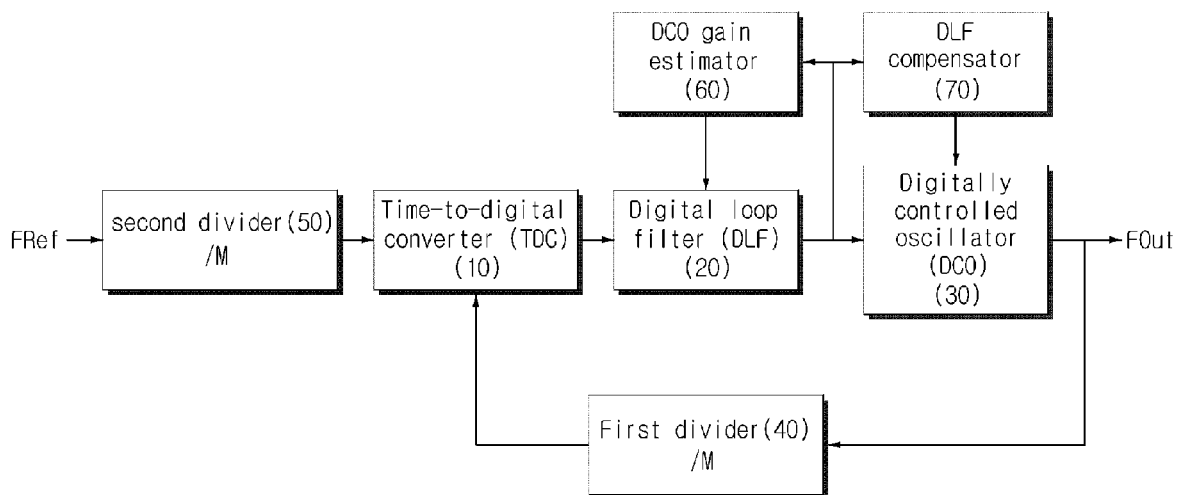 DCO gain
estimator
(60)
DLF
compensator
(70)
FRef
second divider(50)
/M
Time-to-digital
converter (TDC)
(10)
Digital loop
filter (DLF)
(20)
Digitally
controlled
oscillator
(DCO)
(30)
FOut
First divider(40)
/M